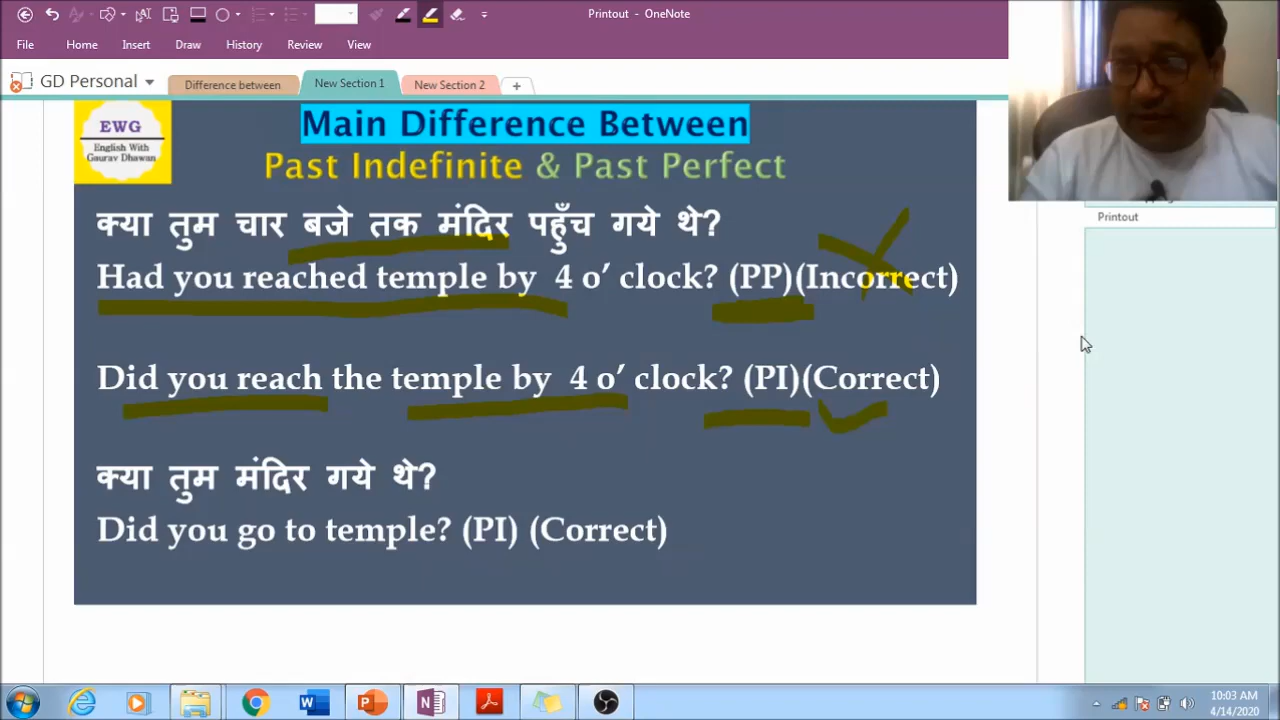 Printout - OneNote
File Home Insert Draw History Review View
GD Personal
Difference between
New Section 1
New Section 2
EWG
English With
Gaurav Dhawan
Main Difference Between
Past Indefinite & Past Perfect
क्या तुम चार बजे तक मंदिर पहुँच गये थे?
Had you reached temple by 4 o’ clock? (PP)(Incorrect)
Did you reach the temple by 4 o’ clock? (PI)(Correct)
क्या तुम मंदिर गये थे?
Did you go to temple? (PI) (Correct)
Printout
10:03 AM
4/14/2020